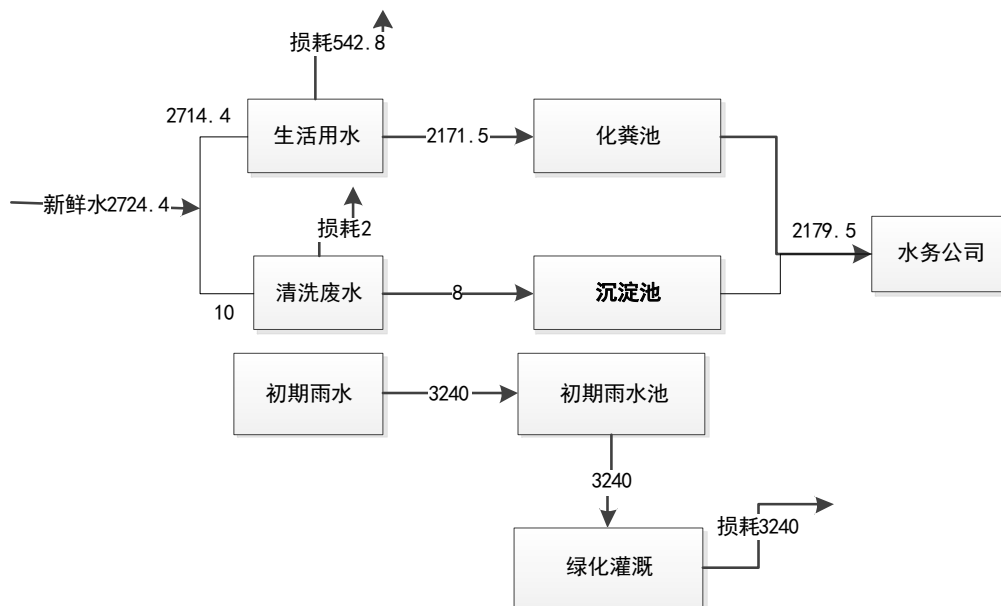 损耗542.8
2714.4
生活用水
2171.5
化粪池
新鲜水2724.4
损耗2
2179.5
水务公司
清洗废水
8
沉淀池
10
初期雨水
3240
初期雨水池
3240
损耗3240
绿化灌溉